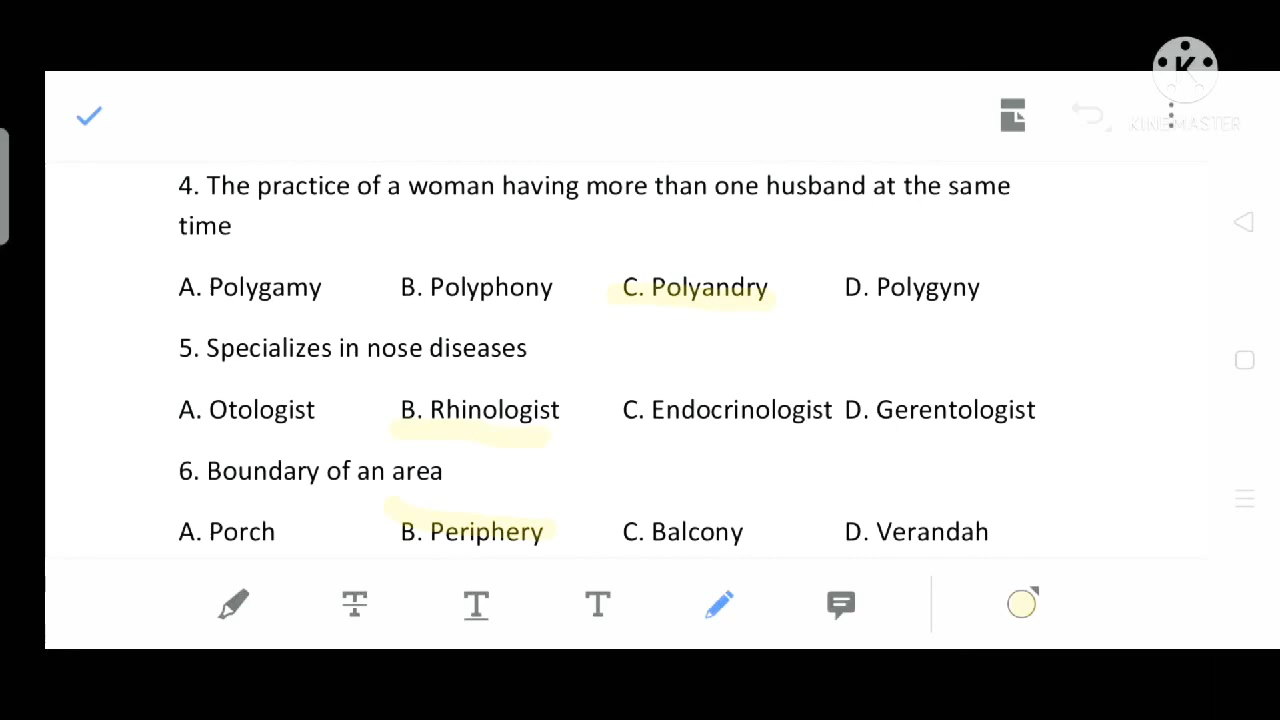 K
KINEMASTER
4. The practice of a woman having more than one husband at the same
time
A. Polygamy B. Polyphony C. Polyandry D. Polygyny
5. Specializes in nose diseases
A. Otologist B. Rhinologist C. Endocrinologist D. Gerentologist
6. Boundary of an area
A. Porch B. Periphery C. Balcony D. Verandah
T T T